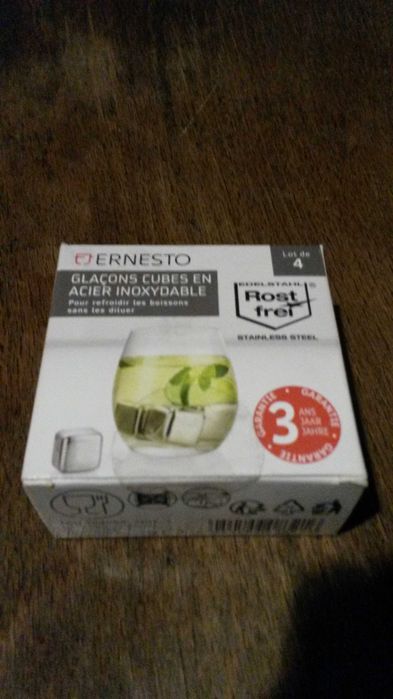 ERNESTO
Lot de
4
GLAÇONS CUBES EN
ACIER INOXYDABLE
Pour refroidir les boissons
sans les diluer
EDELSTAHL
Rost
frei
STAINLESS STEEL
GARANTIE • GARANTIE • GARANTIE
3
ANS
JAAR
JAHRE